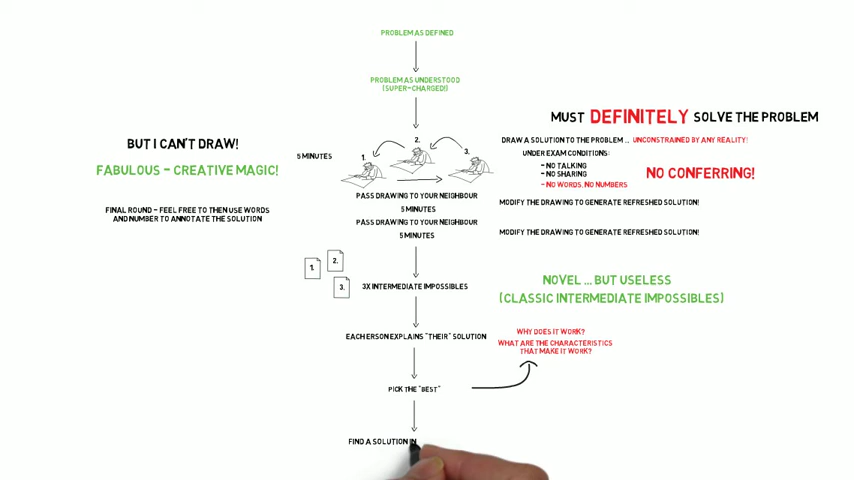 PROBLEM AS DEFINED
PROBLEM AS UNDERSTOOD
(SUPER-CHARGED!)
MUST DEFINITELY SOLVE THE PROBLEM
BUT I CAN'T DRAW!
FABULOUS - CREATIVE MAGIC!
FINAL ROUND - FEEL FREE TO THEN USE WORDS
AND NUMBER TO ANNOTATE THE SOLUTION
5 MINUTES
1.
2.
3.
DRAW A SOLUTION TO THE PROBLEM ... UNCONSTRAINED BY ANY REALITY!
UNDER EXAM CONDITIONS:
- NO TALKING
- NO SHARING
- NO WORDS, NO NUMBERS
NO CONFERRING!
PASS DRAWING TO YOUR NEIGHBOUR
5 MINUTES
MODIFY THE DRAWING TO GENERATE REFRESHED SOLUTION!
PASS DRAWING TO YOUR NEIGHBOUR
5 MINUTES
MODIFY THE DRAWING TO GENERATE REFRESHED SOLUTION!
1.
2.
3.
3X INTERMEDIATE IMPOSSIBLES
NOVEL ... BUT USELESS
(CLASSIC INTERMEDIATE IMPOSSIBLES)
EACH ERSON EXPLAINS "THEIR" SOLUTION
WHY DOES IT WORK?
WHAT ARE THE CHARACTERISTICS
THAT MAKE IT WORK?
PICK THE "BEST"
FIND A SOLUTION IN